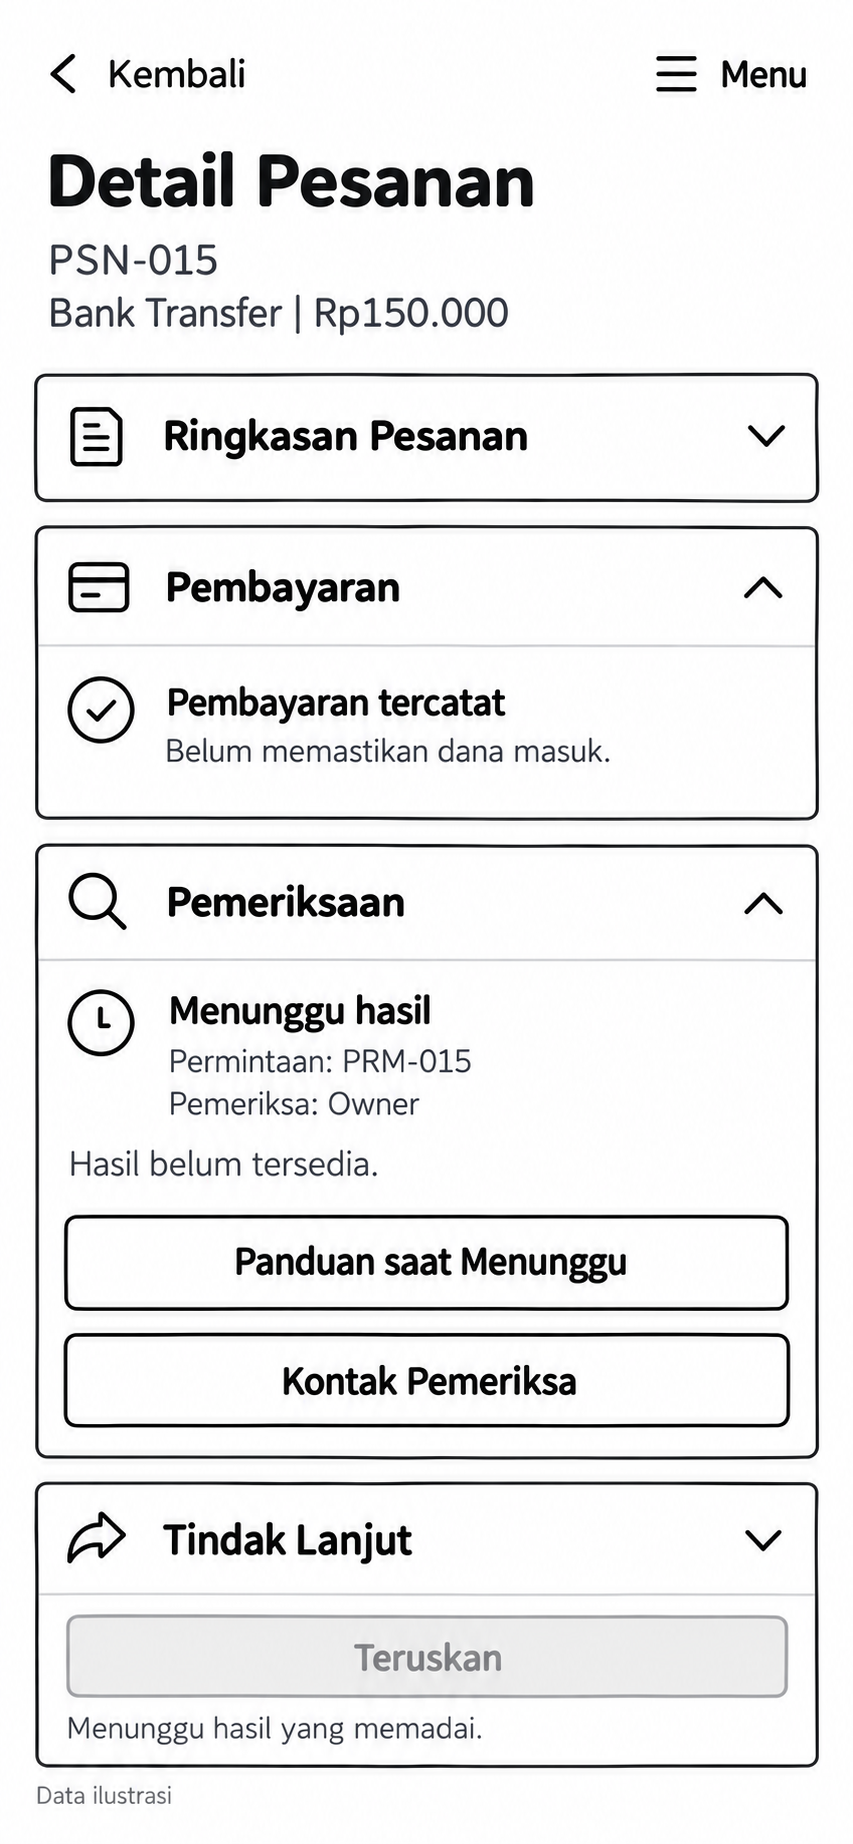 Kembali
Menu
Detail Pesanan
PSN-015
Bank Transfer | Rp150.000
Ringkasan Pesanan
Pembayaran
Pembayaran tercatat
Belum memastikan dana masuk.
Pemeriksaan
Menunggu hasil
Permintaan: PRM-015
Pemeriksa: Owner
Hasil belum tersedia.
Panduan saat Menunggu
Kontak Pemeriksa
Tindak Lanjut
Teruskan
Menunggu hasil yang memadai.
Data ilustrasi